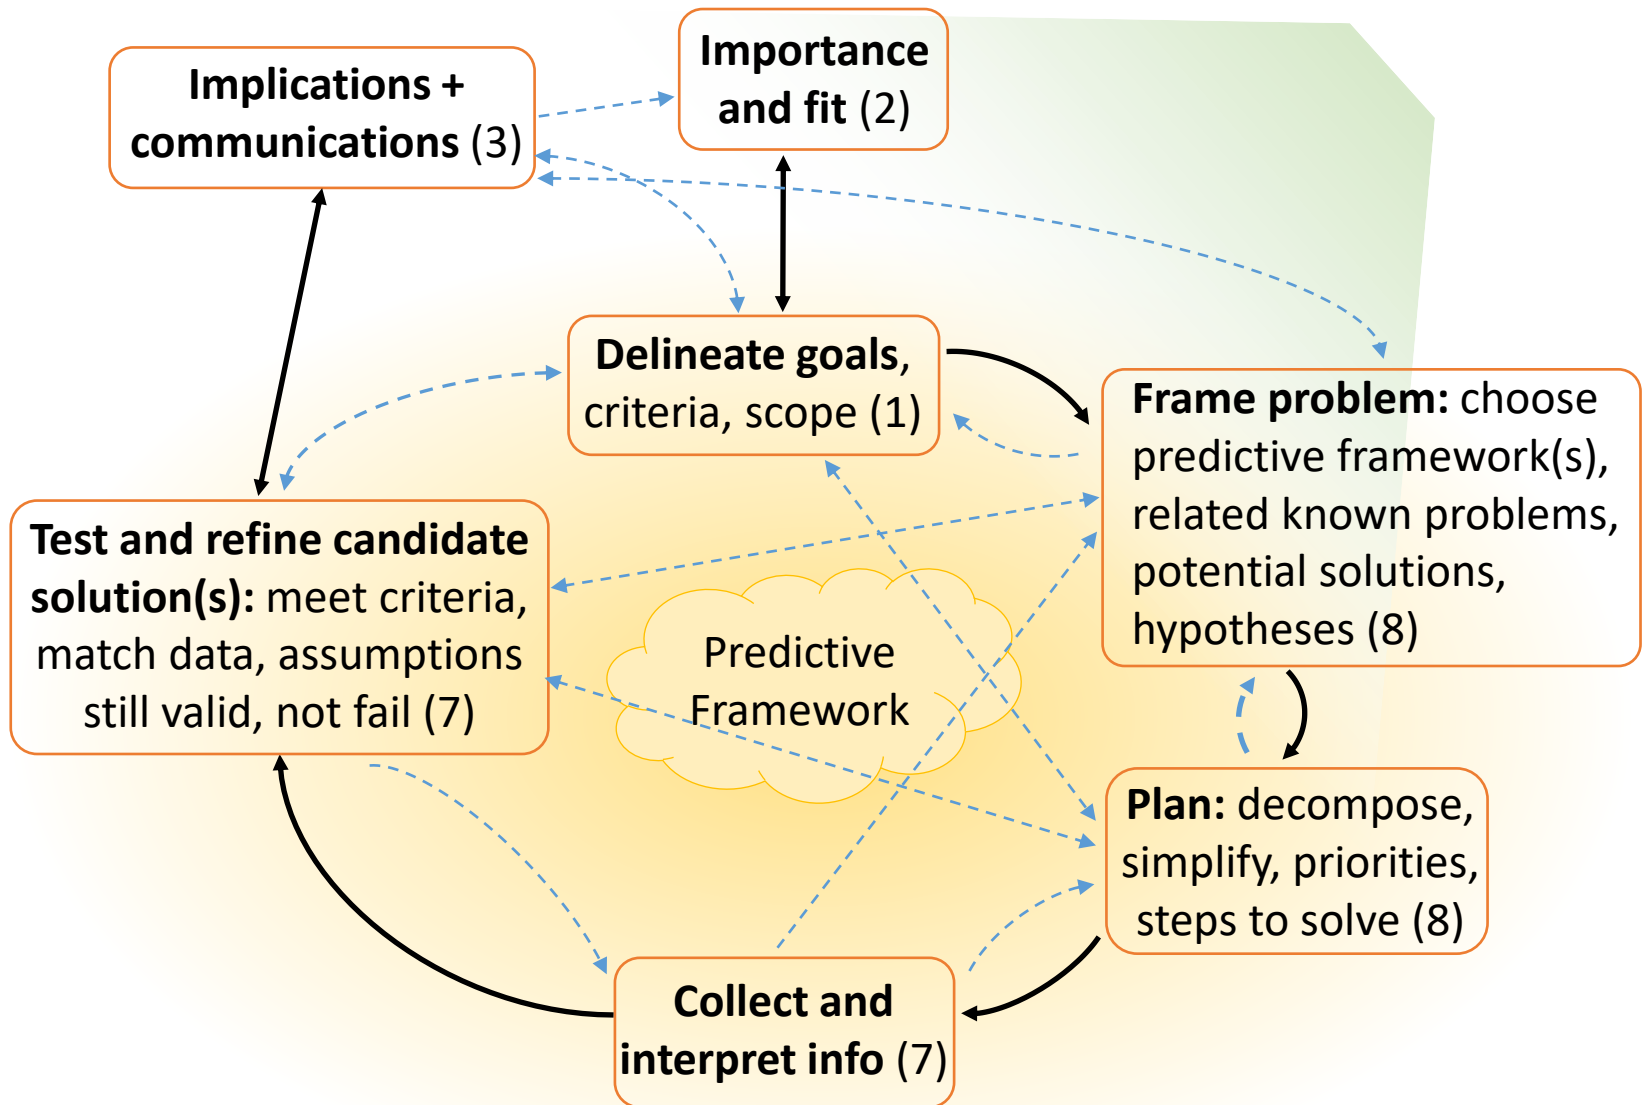 Implications +
communications (3)
Importance
and fit (2)
Delineate goals,
criteria, scope (1)
Frame problem: choose
predictive framework(s),
related known problems,
potential solutions,
hypotheses (8)
Test and refine candidate
solution(s): meet criteria,
match data, assumptions
still valid, not fail (7)
Predictive
Framework
Plan: decompose,
simplify, priorities,
steps to solve (8)
Collect and
interpret info (7)